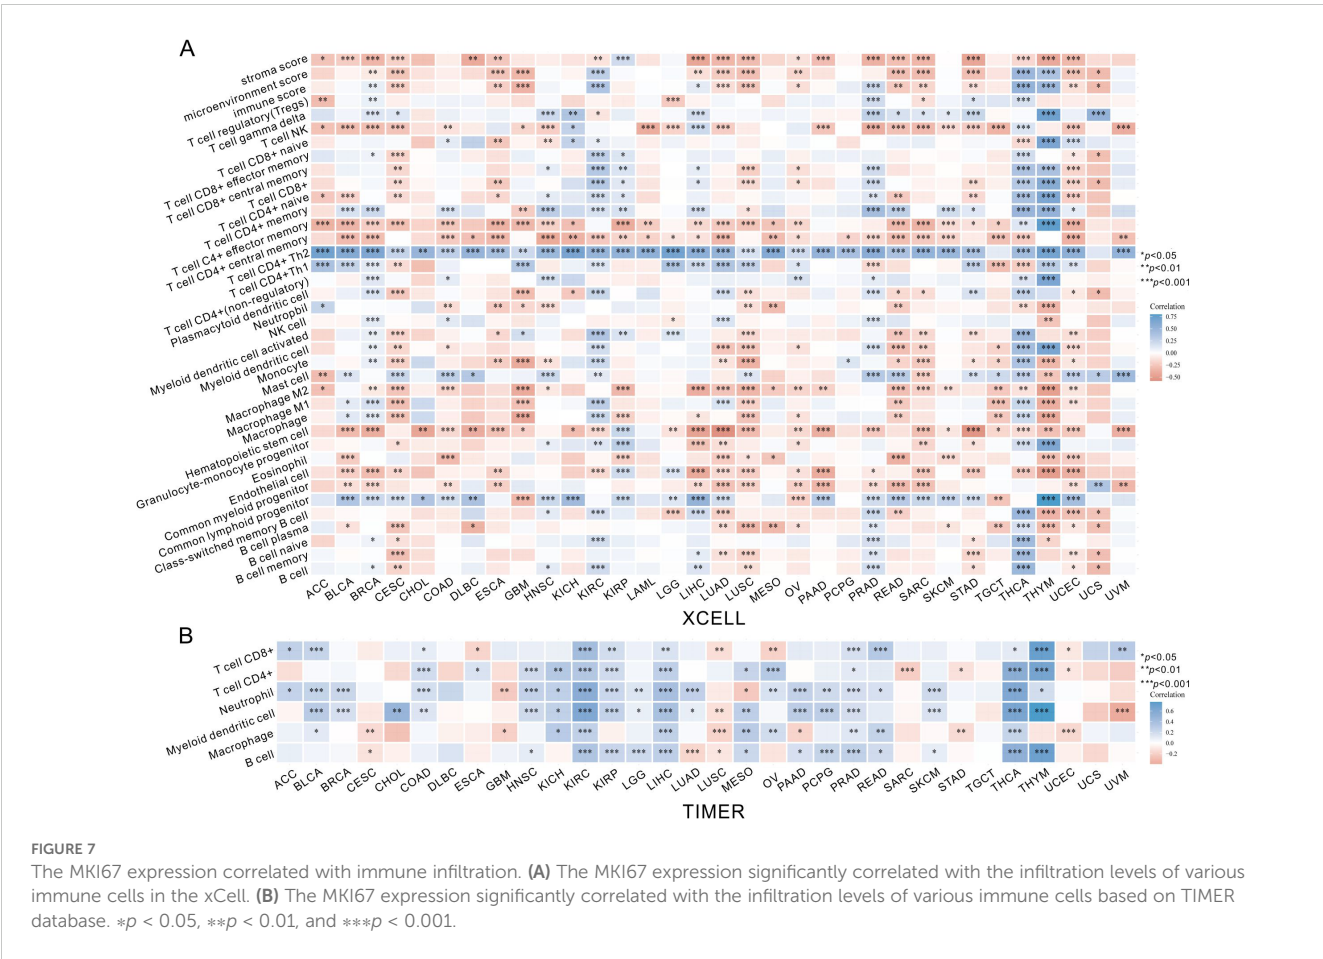 A
stroma score
microenvironment score
immune score
T cell regulatory(Tregs)
T cell gamma delta
T cell NK
T cell CD8+ naive
T cell CD8+ effector memory
T cell CD8+ central memory
T cell CD8+
T cell CD4+ naive
T cell CD4+ memory
T cell C4+ effector memory
T cell CD4+ central memory
T cell CD4+ Th2
T cell CD4+Th1
T cell CD4+(non-regulatory)
Plasmacytoid dendritic cell
Neutrophil
NK cell
Myeloid dendritic cell activated
Myeloid dendritic cell
Monocyte
Mast cell
Macrophage M2
Macrophage M1
Macrophage
Hematopoietic stem cell
Granulocyte-monocyte progenitor
Eosinophil
Endothelial cell
Common myeloid progenitor
Common lymphoid progenitor
Class-switched memory B cell
B cell plasma
B cell naive
B cell memory
B cell
ACC BLCA BRCA CESC CHOL COAD DLBC ESCA GBM HNSC KICH KIRC KIRP LAML LGG LIHC LUAD LUSC MESO OV PAAD PCPG PRAD READ SARC SKCM STAD TGCT THCA THYM UCEC UCS UVM
XCELL
*p<0.05
**p<0.01
***p<0.001
Correlation
0.75
0.50
0.25
0.00
−0.25
−0.50
B
T cell CD8+
T cell CD4+
Neutrophil
Myeloid dendritic cell
Macrophage
B cell
ACC BLCA BRCA CESC CHOL COAD DLBC ESCA GBM HNSC KICH KIRC KIRP LGG LIHC LUAD LUSC MESO OV PAAD PCPG PRAD READ SARC SKCM STAD TGCT THCA THYM UCEC UCS UVM
TIMER
*p<0.05
**p<0.01
***p<0.001
Correlation
0.6
0.4
0.2
0.0
−0.2
FIGURE 7
The MKI67 expression correlated with immune infiltration. (A) The MKI67 expression significantly correlated with the infiltration levels of various
immune cells in the xCell. (B) The MKI67 expression significantly correlated with the infiltration levels of various immune cells based on TIMER
database. ∗p < 0.05, ∗∗p < 0.01, and ∗∗∗p < 0.001.